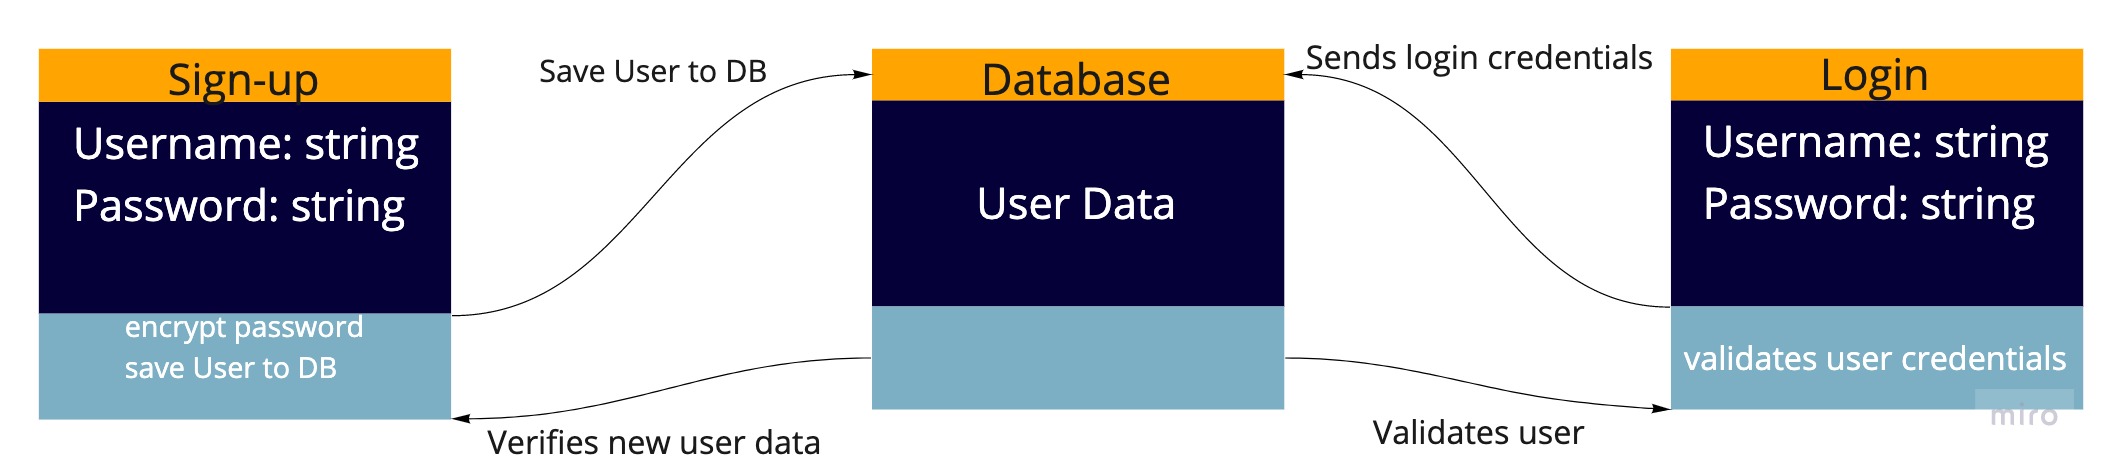 Sign-up
Username: string
Password: string
encrypt password
save User to DB
Save User to DB
Verifies new user data
Database
User Data
Sends login credentials
Validates user
Login
Username: string
Password: string
validates user credentials
miro